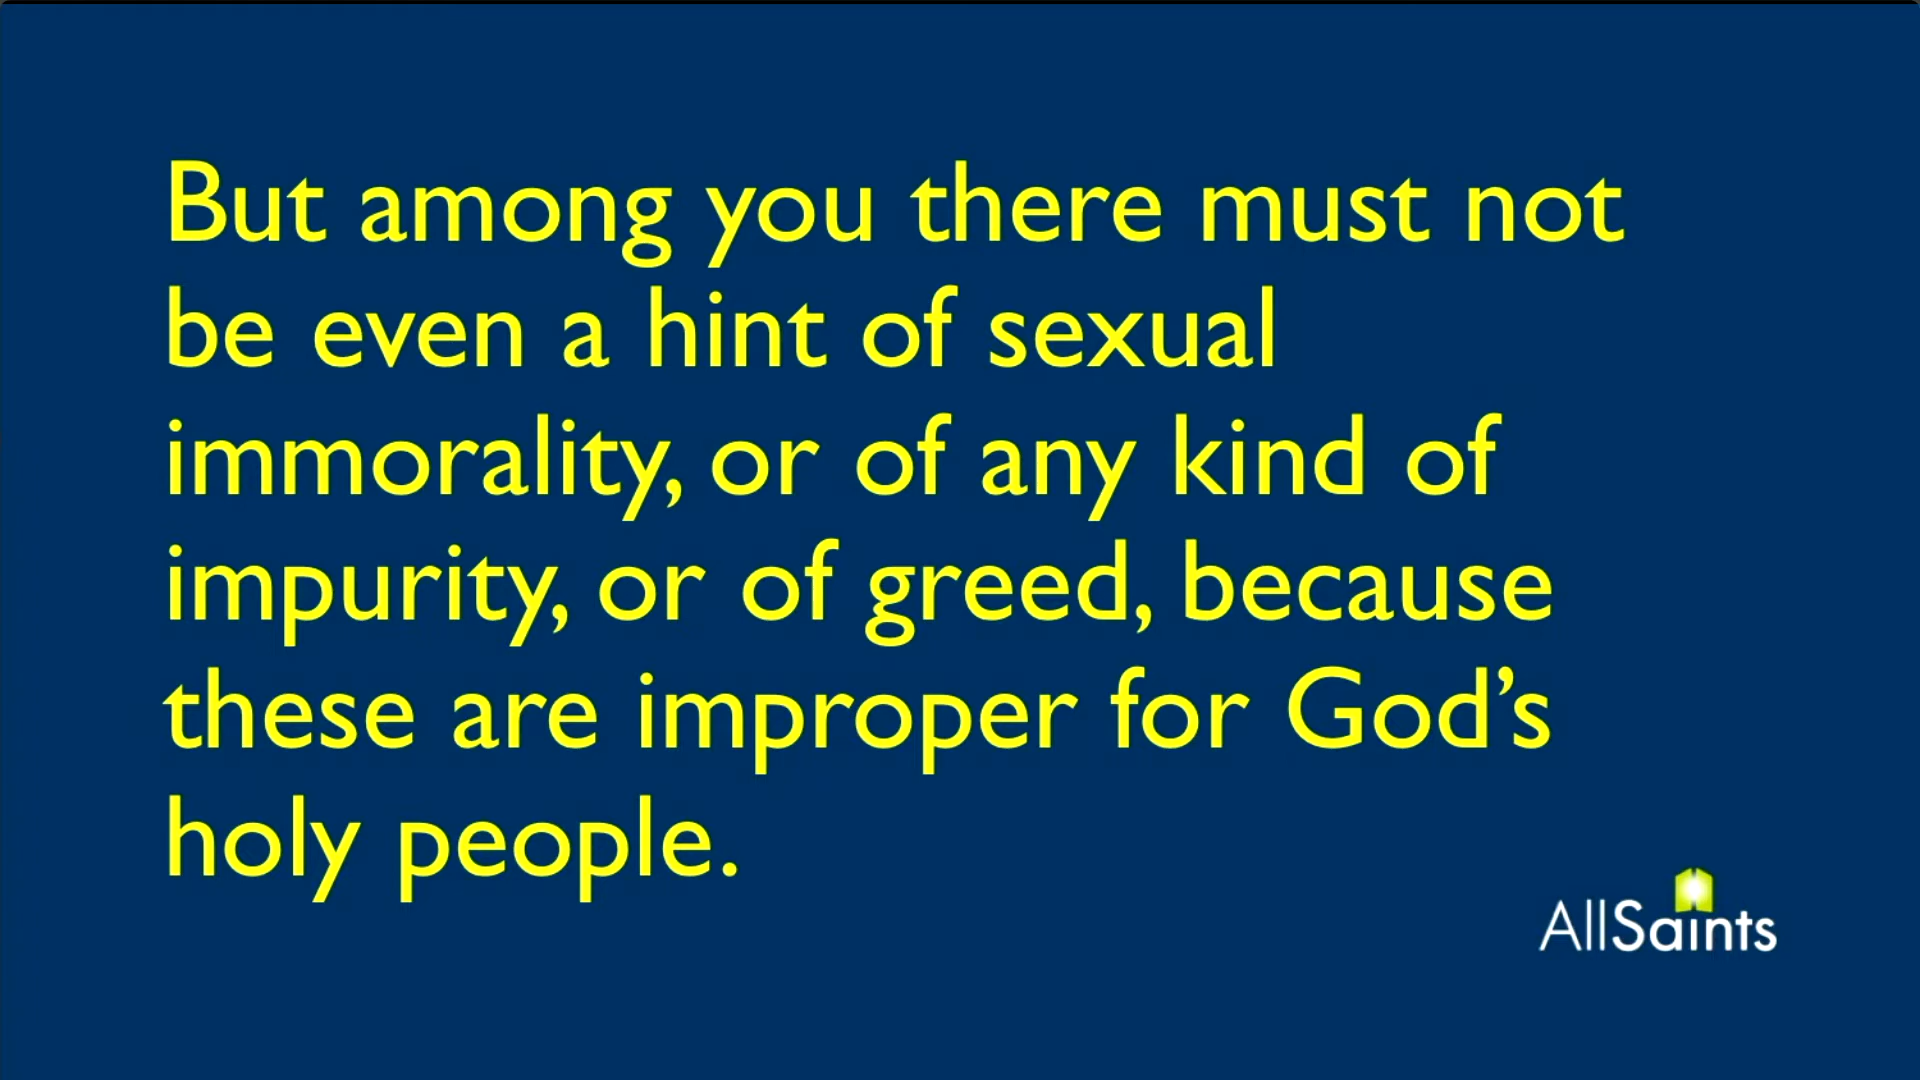 But among you there must not
be even a hint of sexual
immorality, or of any kind of
impurity, or of greed, because
these are improper for God’s
holy people.
AllSaints